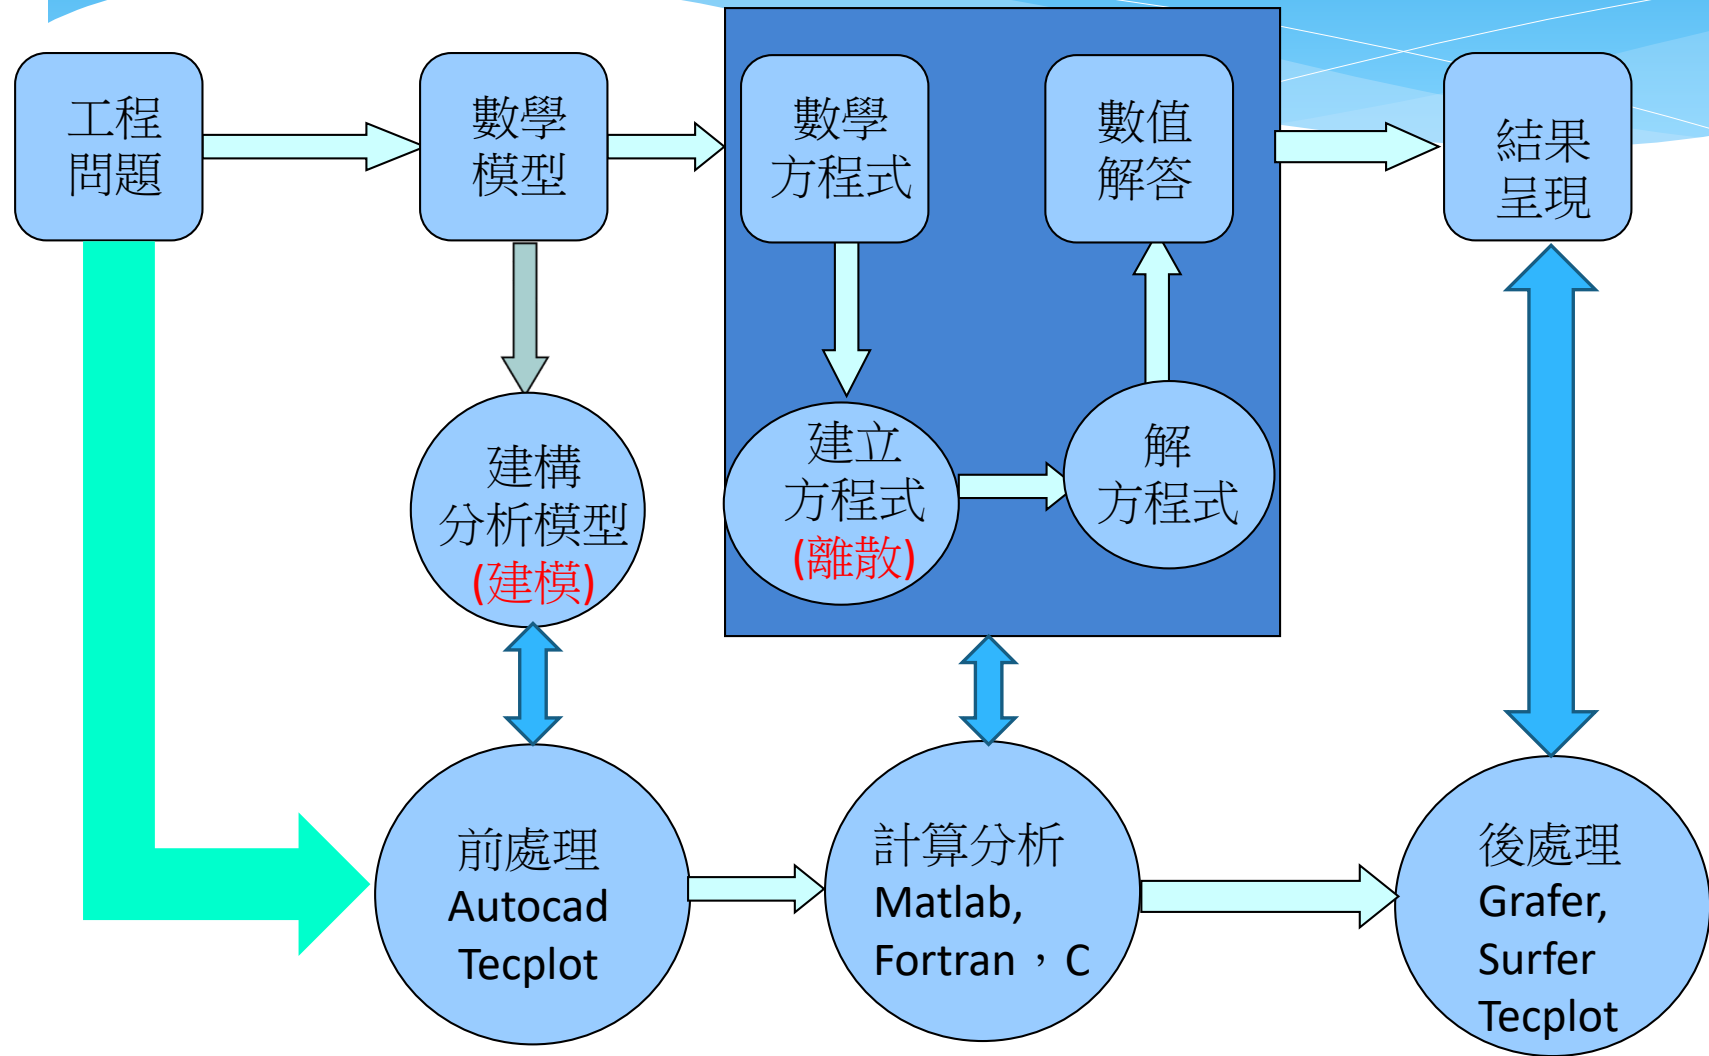 工程
問題
數學
模型
數學
方程式
數值
解答
結果
呈現
建構
分析模型
(建模)
建立
方程式
(離散)
解
方程式
前處理
Autocad
Tecplot
計算分析
Matlab,
Fortran，C
後處理
Grafer,
Surfer
Tecplot